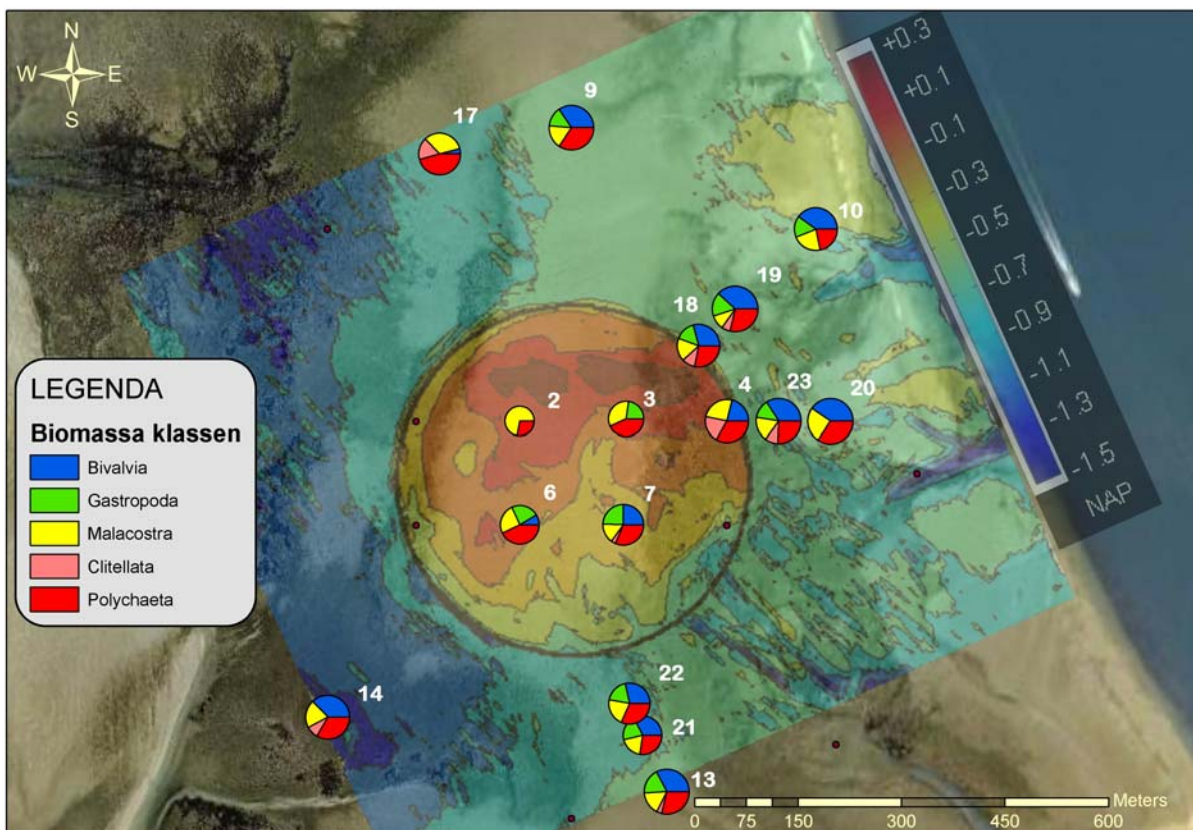 N
W E
S
17
9
10
19
18
2
3
4
23
20
6
7
14
22
21
13
LEGENDA
Biomassa klassen
Bivalvia
Gastropoda
Malacostra
Clitellata
Polychaeta
+0.3
+0.1
-0.1
-0.3
-0.5
-0.7
-0.9
-1.1
-1.3
-1.5
NAP
Meters
0 75 150 300 450 600